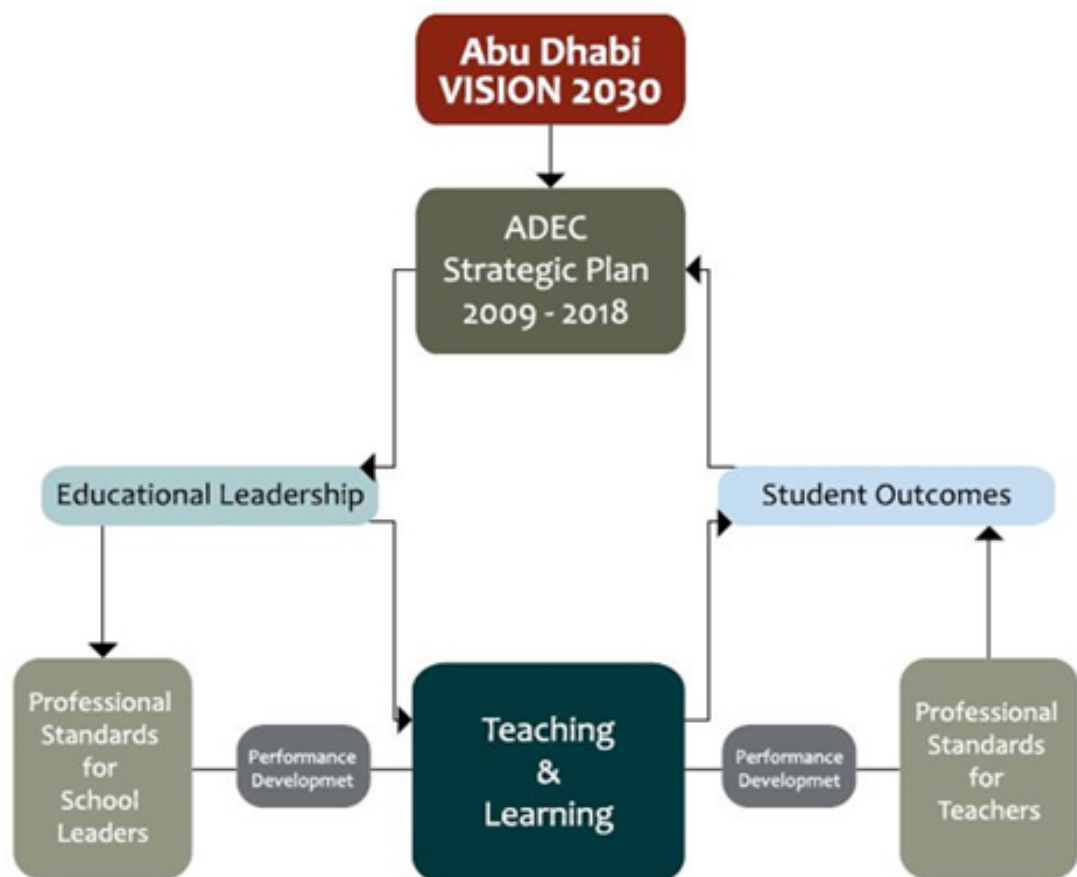 Abu Dhabi
VISION 2030
ADEC
Strategic Plan
2009 - 2018
Educational Leadership
Student Outcomes
Professional
Standards
for
School
Leaders
Performance
Developmet
Teaching
&
Learning
Performance
Developmet
Professional
Standards
for
Teachers